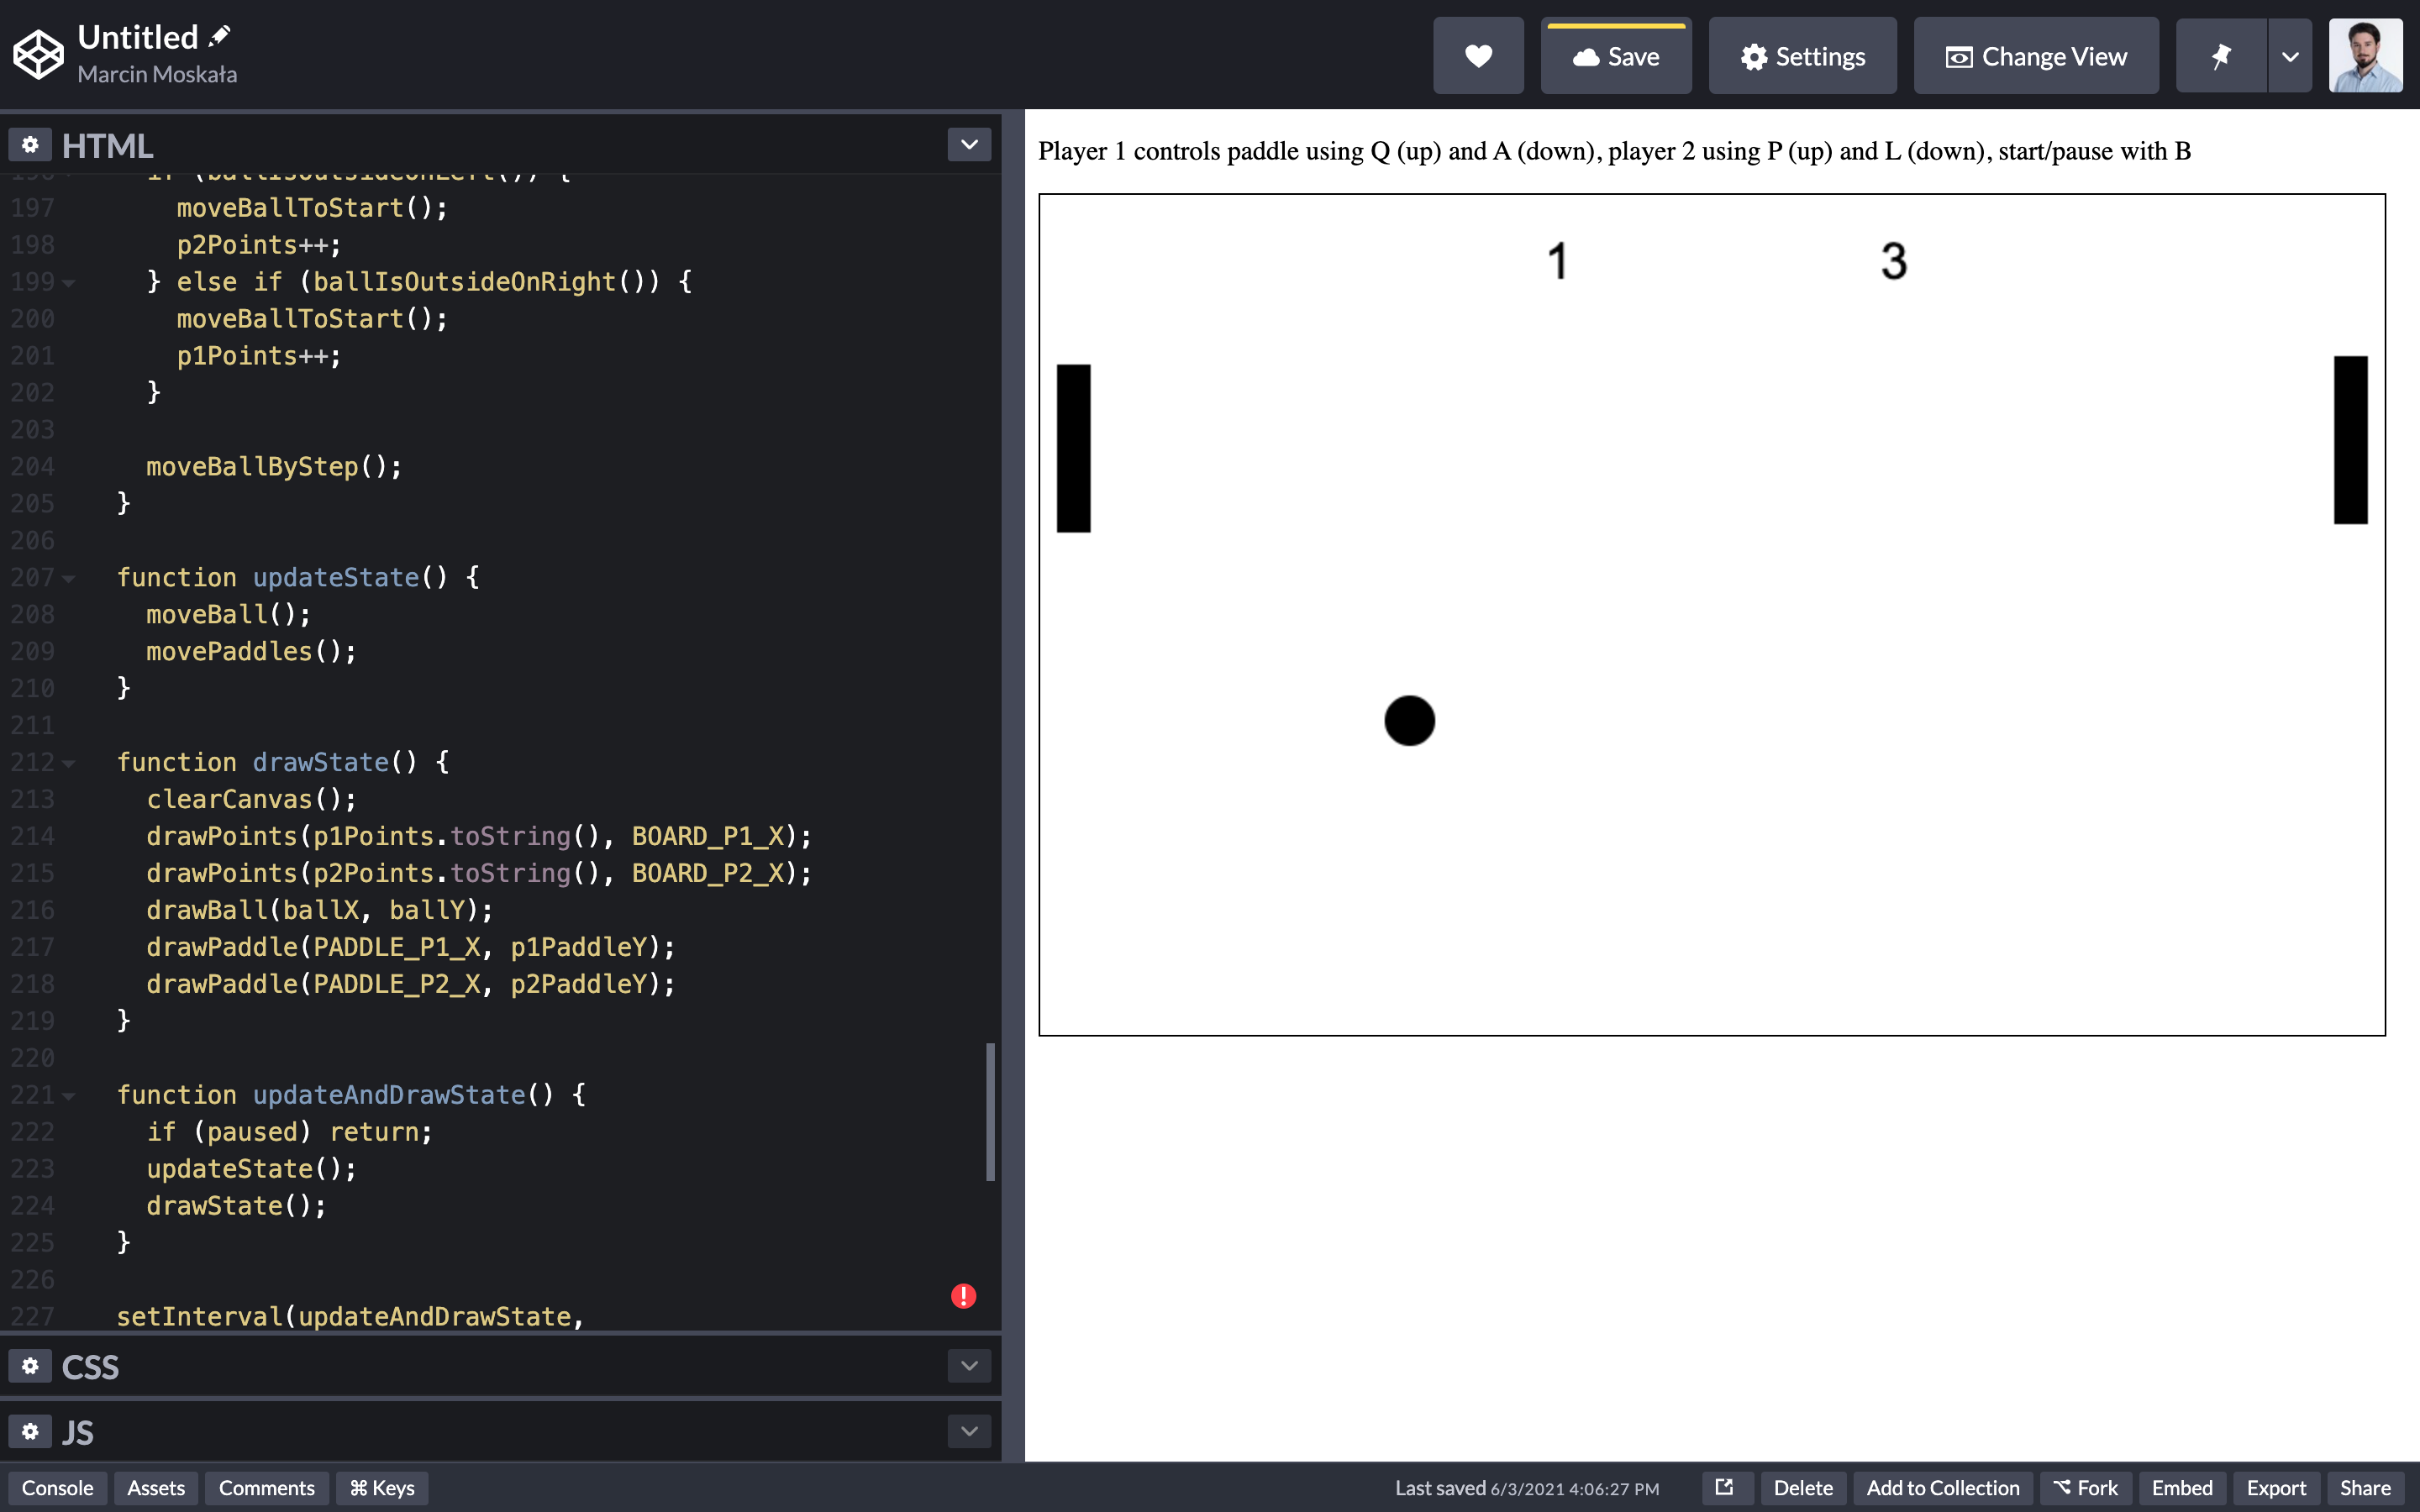 Untitled
Marcin Moskała
Save
Settings
Change View
HTML
196 if (ballIsOutsideOnLeft()) {
197 moveBallToStart();
198 p2Points++;
199 } else if (ballIsOutsideOnRight()) {
200 moveBallToStart();
201 p1Points++;
202 }
203
204 moveBallByStep();
205 }
206
207 function updateState() {
208 moveBall();
209 movePaddles();
210 }
211
212 function drawState() {
213 clearCanvas();
214 drawPoints(p1Points.toString(), BOARD_P1_X);
215 drawPoints(p2Points.toString(), BOARD_P2_X);
216 drawBall(ballX, ballY);
217 drawPaddle(PADDLE_P1_X, p1PaddleY);
218 drawPaddle(PADDLE_P2_X, p2PaddleY);
219 }
220
221 function updateAndDrawState() {
222 if (paused) return;
223 updateState();
224 drawState();
225 }
226
227 setInterval(updateAndDrawState,
CSS
JS
Player 1 controls paddle using Q (up) and A (down), player 2 using P (up) and L (down), start/pause with B
1 3
Console Assets Comments ⌘ Keys
Last saved 6/3/2021 4:06:27 PM
Delete Add to Collection Fork Embed Export Share